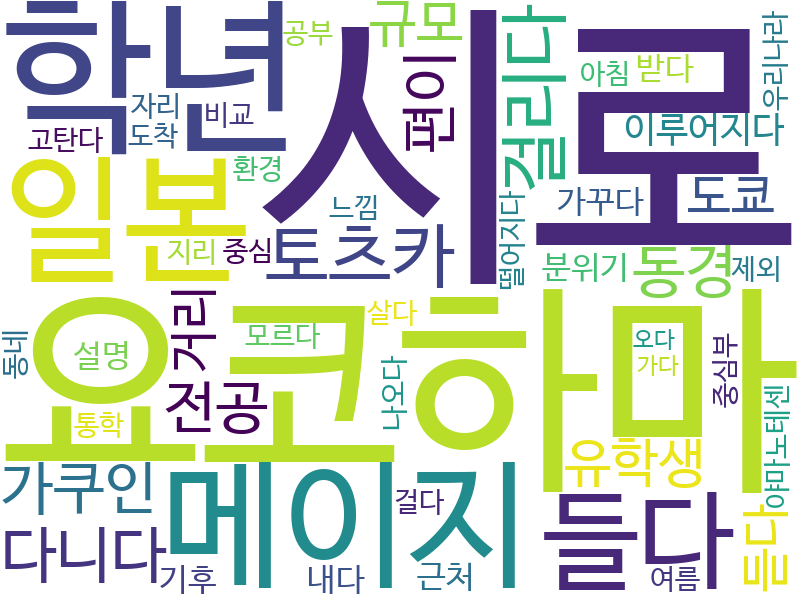 학년
공부
규모
시로
편이
걸리다
아침
받다
우리나라
자리
비교
도착
고탄다
이루어지다
일본
환경
느낌
떨어지다
가꾸다
도쿄
지리
중심
토츠카
분위기
동경
제외
요코하마
거리
모르다
살다
동네
설명
오다
가다
중심부
전공
나오다
통학
야마노테센
유학생
가쿠인
메이지
걸다
들다
듣다
다니다
기후
내다
근처
여름